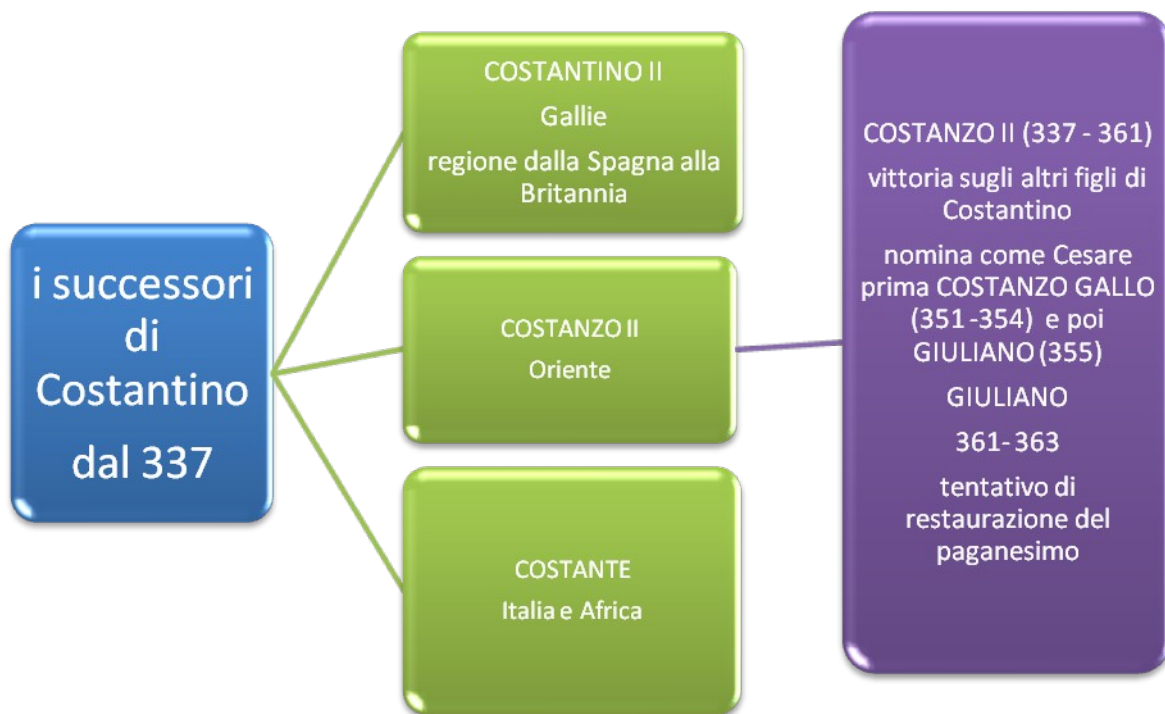 i successori
di
Costantino
dal 337
COSTANTINO II
Gallie
regione dalla Spagna alla
Britannia
COSTANZO II
Oriente
COSTANTE
Italia e Africa
COSTANZO II (337 - 361)
vittoria sugli altri figli di
Costantino
nomina come Cesare
prima COSTANZO GALLO
(351 -354) e poi
GIULIANO (355)
GIULIANO
361- 363
tentativo di
restaurazione del
paganesimo